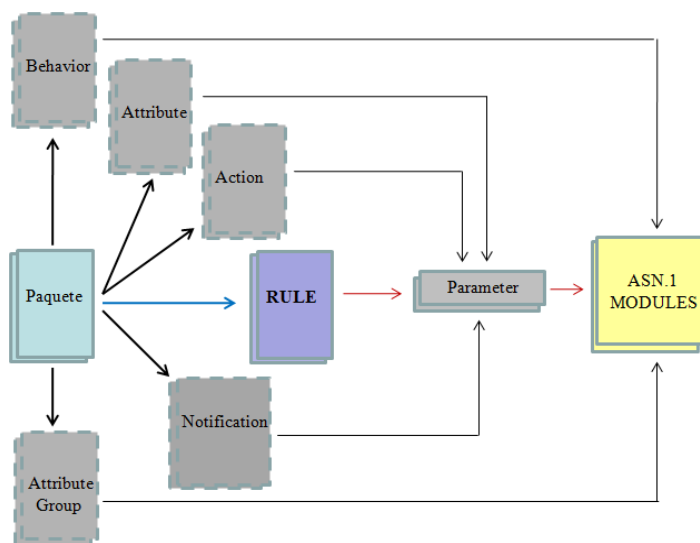 Behavior
Attribute
Action
Paquete
RULE
Parameter
ASN.1
MODULES
Notification
Attribute
Group